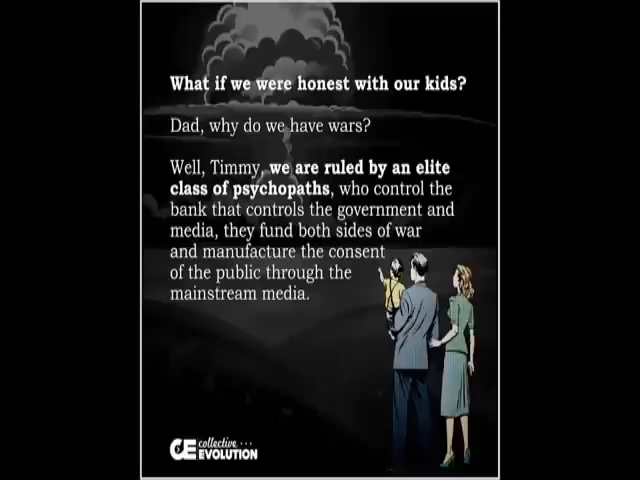 What if we were honest with our kids?
Dad, why do we have wars?
Well, Timmy, we are ruled by an elite
class of psychopaths, who control the
bank that controls the government and
media, they fund both sides of war
and manufacture the consent
of the public through the
mainstream media.
CE collective
EVOLUTION